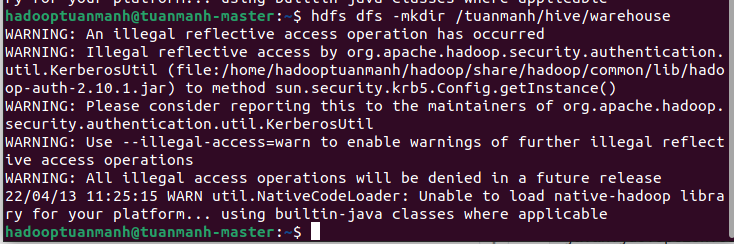 ry for your platform... using builtin-java classes where applicable
hadooptuanmanh@tuanmanh-master:~$ hdfs dfs -mkdir /tuanmanh/hive/warehouse
WARNING: An illegal reflective access operation has occurred
WARNING: Illegal reflective access by org.apache.hadoop.security.authentication.
util.KerberosUtil (file:/home/hadooptuanmanh/hadoop/share/hadoop/common/lib/hado
op-auth-2.10.1.jar) to method sun.security.krb5.Config.getInstance()
WARNING: Please consider reporting this to the maintainers of org.apache.hadoop.
security.authentication.util.KerberosUtil
WARNING: Use --illegal-access=warn to enable warnings of further illegal reflect
ive access operations
WARNING: All illegal access operations will be denied in a future release
22/04/13 11:25:15 WARN util.NativeCodeLoader: Unable to load native-hadoop libra
ry for your platform... using builtin-java classes where applicable
hadooptuanmanh@tuanmanh-master:~$